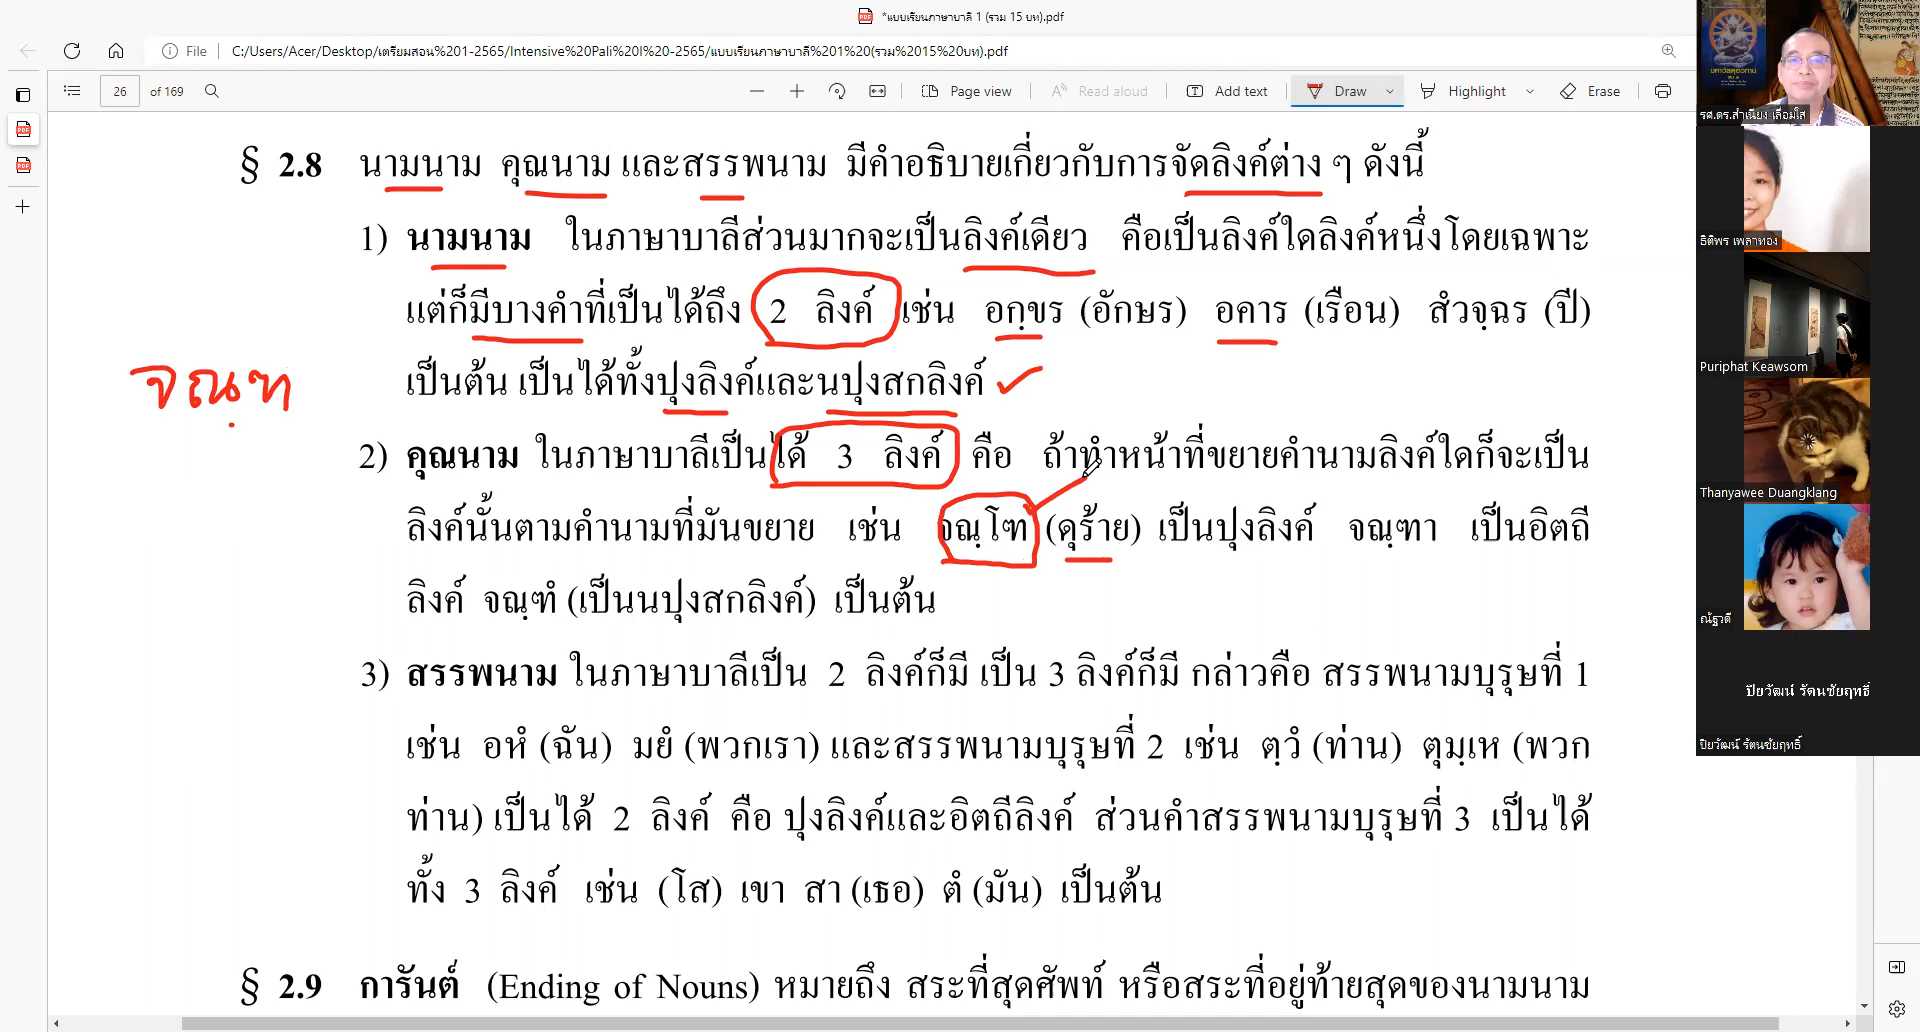 *แบบเรียนภาษาบาลี 1 (รวม 15 บท).pdf
File C:/Users/Acer/Desktop/เตรียมสอน%201-2565/Intensive%20Pali%20I%20-2565/แบบเรียนภาษาบาลี%201%20(รวม%2015%20บท).pdf
26 of 169 Page view Read aloud Add text Draw Highlight Erase
§ 2.8 นามนาม คุณนาม และสรรพนาม มีคำอธิบายเกี่ยวกับการจัดลิงค์ต่าง ๆ ดังนี้
1) นามนาม ในภาษาบาลีส่วนมากจะเป็นลิงค์เดียว คือเป็นลิงค์ใดลิงค์หนึ่งโดยเฉพาะ
แต่ก็มีบางคำที่เป็นได้ถึง 2 ลิงค์ เช่น อกฺขร (อักษร) อคาร (เรือน) สํวจฺฉร (ปี)
เป็นต้น เป็นได้ทั้งปุงลิงค์และนปุงสกลิงค์
จณฺฑ
2) คุณนาม ในภาษาบาลีเป็นได้ 3 ลิงค์ คือ ถ้าทำหน้าที่ขยายคำนามลิงค์ใดก็จะเป็น
ลิงค์นั้นตามคำนามที่มันขยาย เช่น จณฺโฑ (ดุร้าย) เป็นปุงลิงค์ จณฺฑา เป็นอิตถี
ลิงค์ จณฺฑํ (เป็นนปุงสกลิงค์) เป็นต้น
3) สรรพนาม ในภาษาบาลีเป็น 2 ลิงค์ก็มี เป็น 3 ลิงค์ก็มี กล่าวคือ สรรพนามบุรุษที่ 1
เช่น อหํ (ฉัน) มยํ (พวกเรา) และสรรพนามบุรุษที่ 2 เช่น ตฺวํ (ท่าน) ตุมฺเห (พวก
ท่าน) เป็นได้ 2 ลิงค์ คือ ปุงลิงค์และอิตถีลิงค์ ส่วนคำสรรพนามบุรุษที่ 3 เป็นได้
ทั้ง 3 ลิงค์ เช่น (โส) เขา สา (เธอ) ตํ (มัน) เป็นต้น
§ 2.9 การันต์ (Ending of Nouns) หมายถึง สระที่สุดศัพท์ หรือสระที่อยู่ท้ายสุดของนามนาม
รศ.ดร.สำเนียง เลื่อมใส
ธิติพร เพลาทอง
Puriphat Keawsom
Thanyawee Duangklang
ณัฐวดี
ปิยวัฒน์ รัตนชัยฤทธิ์
ปิยวัฒน์ รัตนชัยฤทธิ์